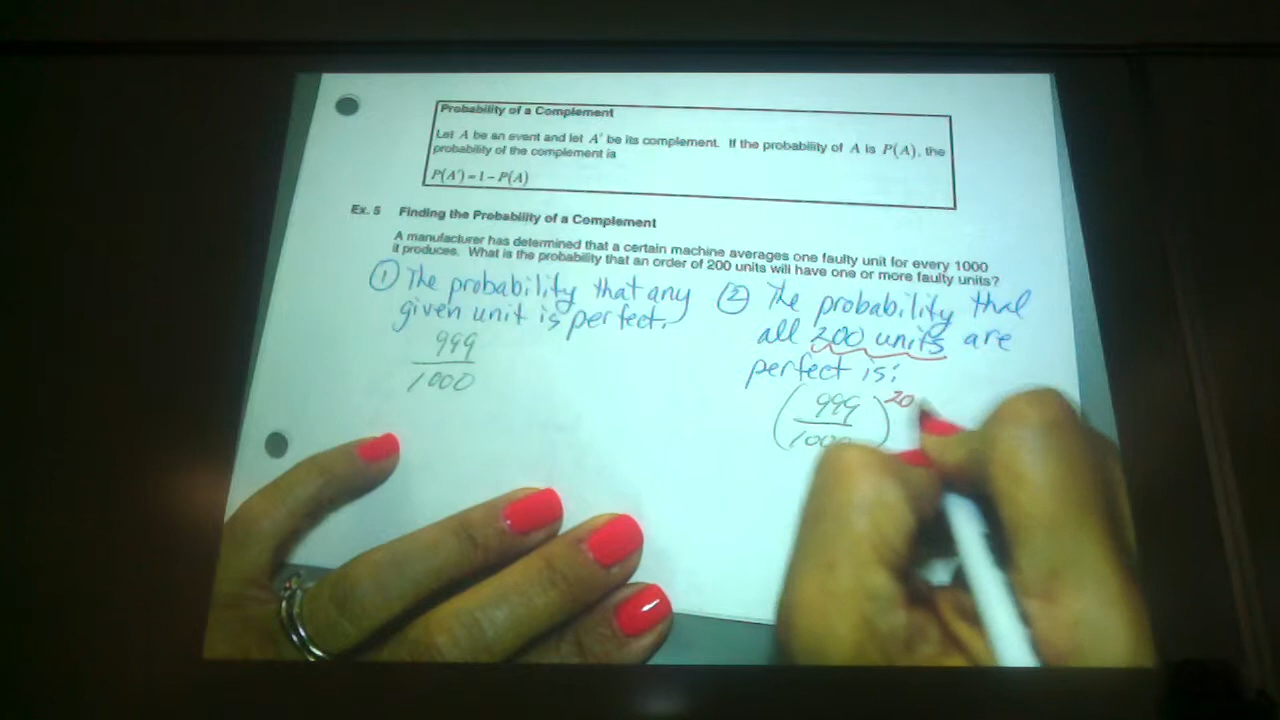 Probability of a Complement
Let A be an event and let A' be its complement. If the probability of A is P(A), the
probability of the complement is
P(A') = 1 − P(A)
Ex. 5 Finding the Probability of a Complement
A manufacturer has determined that a certain machine averages one faulty unit for every 1000
it produces. What is the probability that an order of 200 units will have one or more faulty units?
① The probability that any
given unit is perfect.
999
1000
② The probability that
all 200 units are
perfect is:
(999
1000)^20